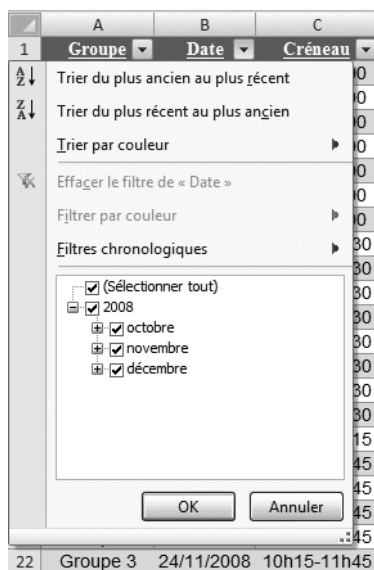 A B C
1 Groupe Date Créneau
Trier du plus ancien au plus récent
Trier du plus récent au plus ancien
Trier par couleur
Effacer le filtre de « Date »
Filtrer par couleur
Filtres chronologiques
(Sélectionner tout)
2008
octobre
novembre
décembre
OK Annuler
22 Groupe 3 24/11/2008 10h15-11h45